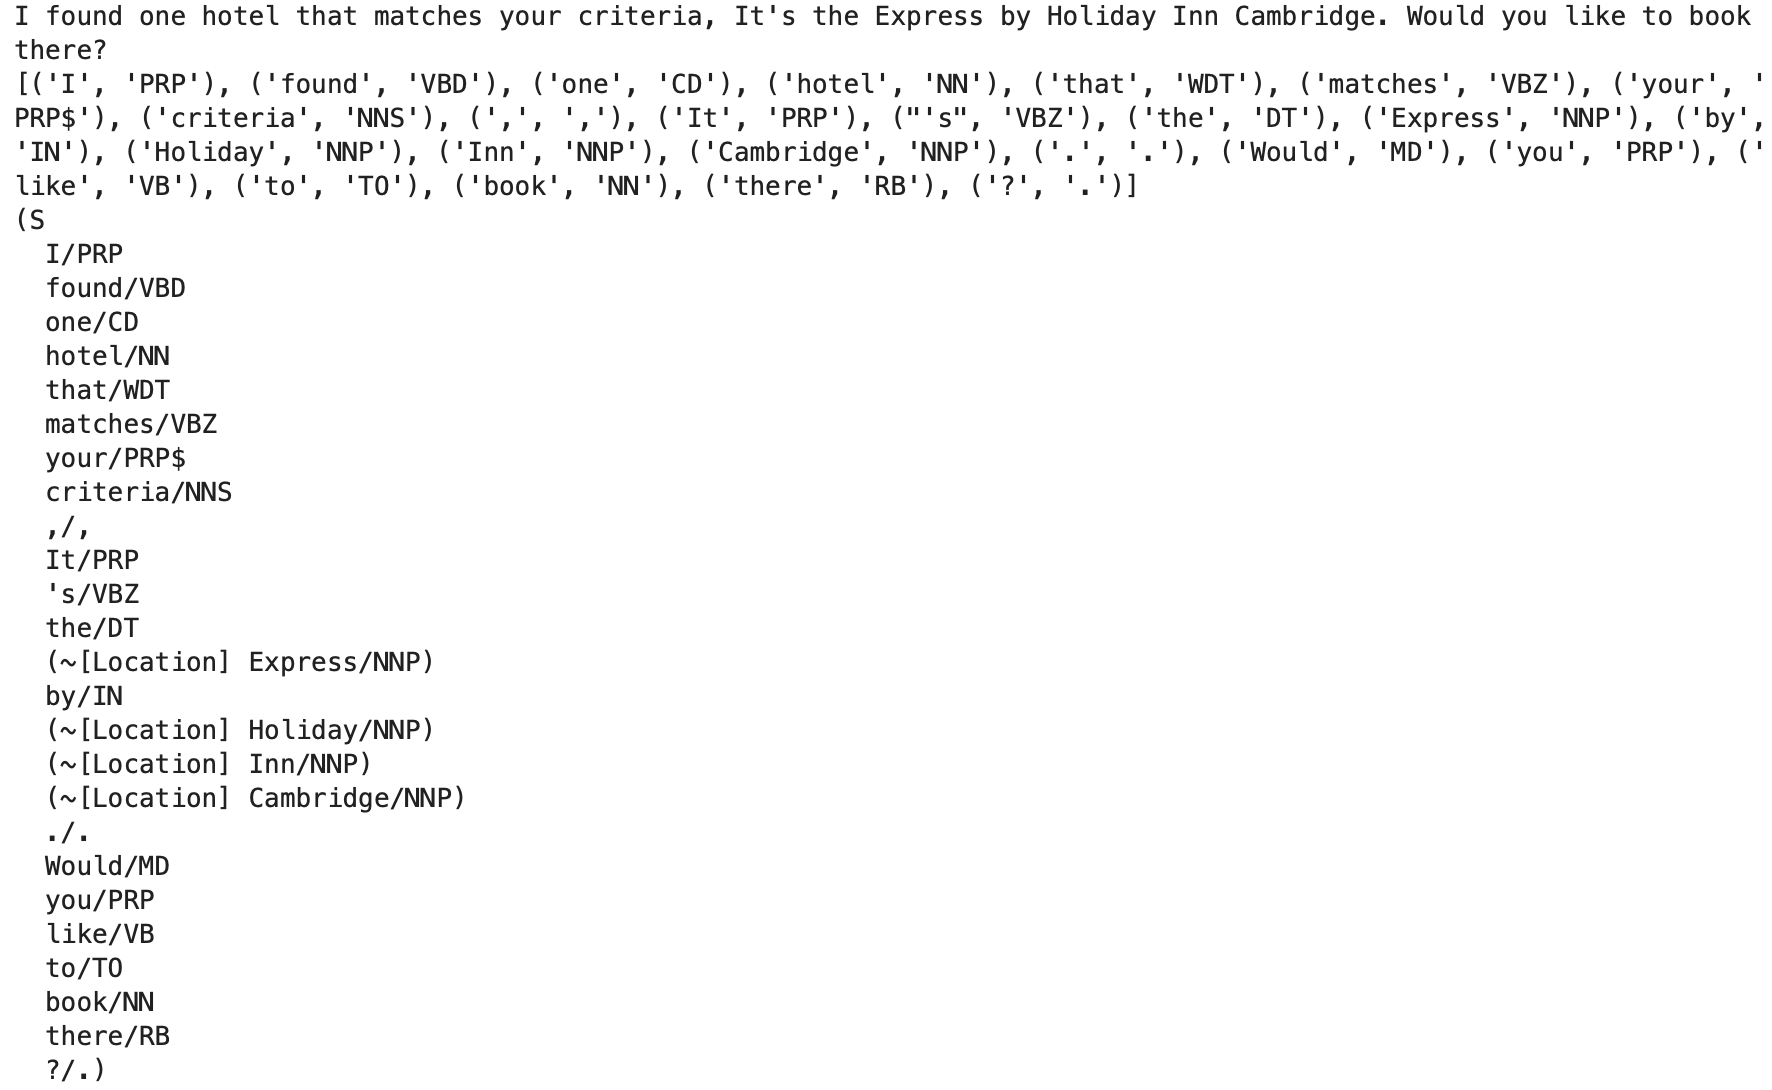 I found one hotel that matches your criteria, It's the Express by Holiday Inn Cambridge. Would you like to book
there?
[('I', 'PRP'), ('found', 'VBD'), ('one', 'CD'), ('hotel', 'NN'), ('that', 'WDT'), ('matches', 'VBZ'), ('your', '
PRP$'), ('criteria', 'NNS'), (',', ','), ('It', 'PRP'), ("'s", 'VBZ'), ('the', 'DT'), ('Express', 'NNP'), ('by',
'IN'), ('Holiday', 'NNP'), ('Inn', 'NNP'), ('Cambridge', 'NNP'), ('.', '.'), ('Would', 'MD'), ('you', 'PRP'), ('
like', 'VB'), ('to', 'TO'), ('book', 'NN'), ('there', 'RB'), ('?', '.')]
(S
  I/PRP
  found/VBD
  one/CD
  hotel/NN
  that/WDT
  matches/VBZ
  your/PRP$
  criteria/NNS
  ,/,
  It/PRP
  's/VBZ
  the/DT
  (~[Location] Express/NNP)
  by/IN
  (~[Location] Holiday/NNP)
  (~[Location] Inn/NNP)
  (~[Location] Cambridge/NNP)
  ./.
  Would/MD
  you/PRP
  like/VB
  to/TO
  book/NN
  there/RB
  ?/.)